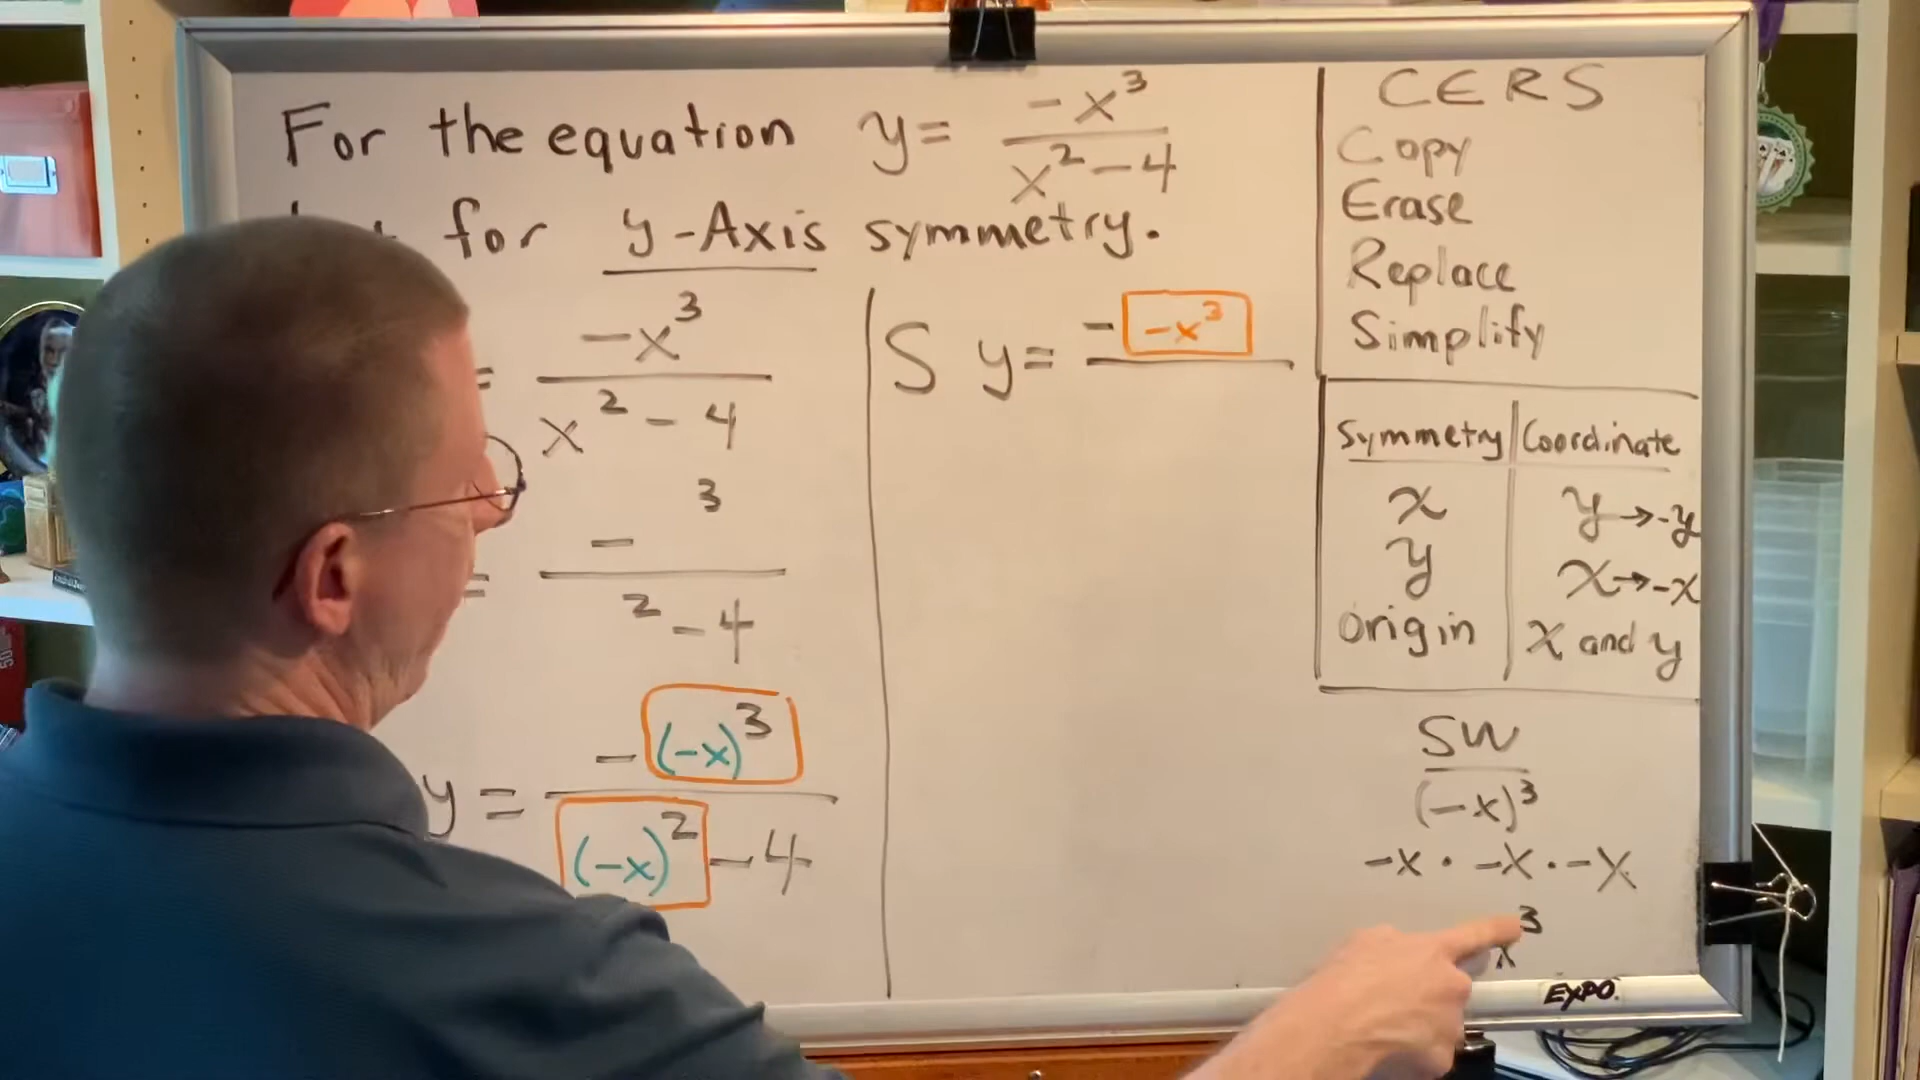 For the equation y = -x³ / x² - 4
for y-Axis symmetry.
= -x³ / x² - 4
= - ³ / ² - 4
y = -(-x)³ / (-x)² - 4
S y = - -x³
CERS
Copy
Erase
Replace
Simplify
Symmetry Coordinate
x y → -y
y x → -x
origin x and y
SW
(-x)³
-x · -x · -x
³
EXPO